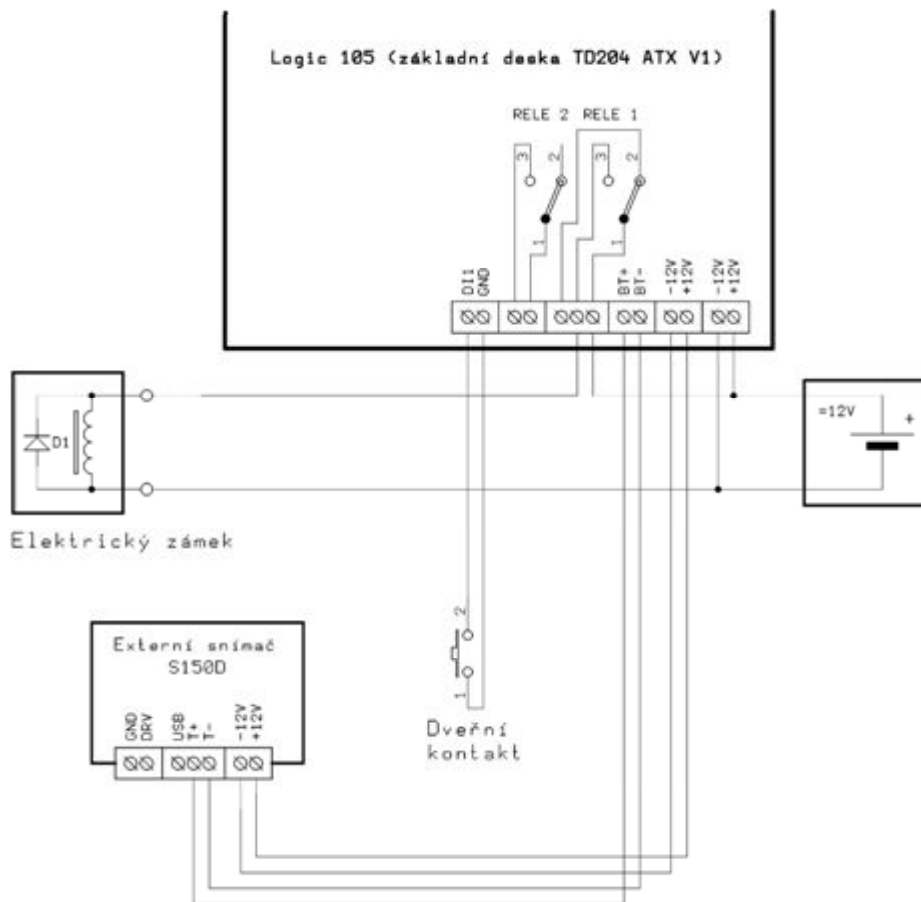 Logic 105 (základní deska TD204 ATX V1)
RELE 2 RELE 1
3 2 3 2
1 1
DI1 GND BT+ BT- -12V +12V -12V +12V
D1
=12V +
Elektrický zámek
Externí snímač
S150D
GND DRV USB T+ T- -12V +12V
2
1
Dveřní
kontakt